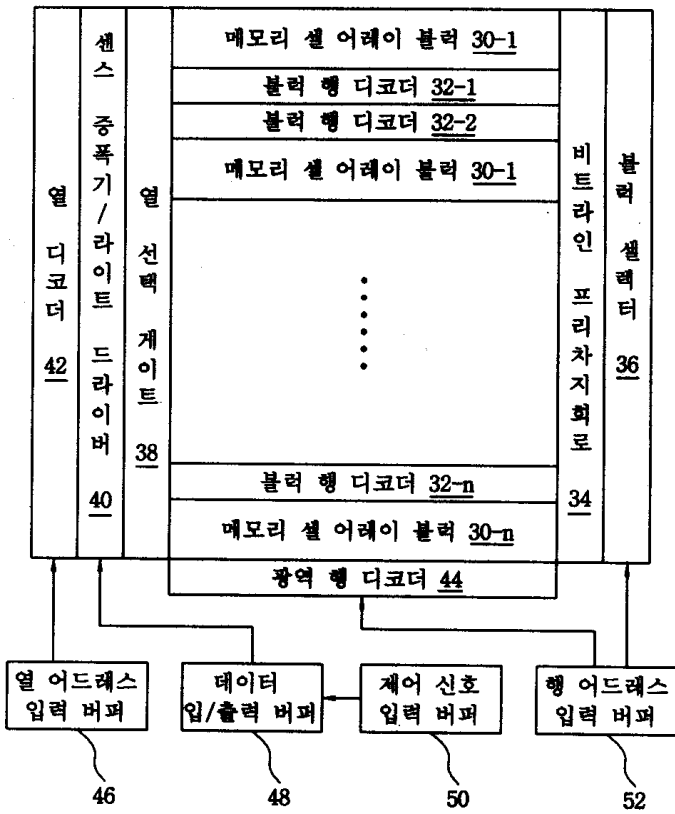 메모리 셀 어레이 블럭 30-1
블럭 행 디코더 32-1
블럭 행 디코더 32-2
메모리 셀 어레이 블럭 30-1
블럭 행 디코더 32-n
메모리 셀 어레이 블럭 30-n
광역 행 디코더 44
열 디코더 42
센스 증폭기/라이트 드라이버 40
열 선택 게이트 38
비트라인 프리차지회로 34
블럭 셀렉터 36
열 어드레스
입력 버퍼
데이터
입/출력 버퍼
제어 신호
입력 버퍼
행 어드레스
입력 버퍼
46
48
50
52